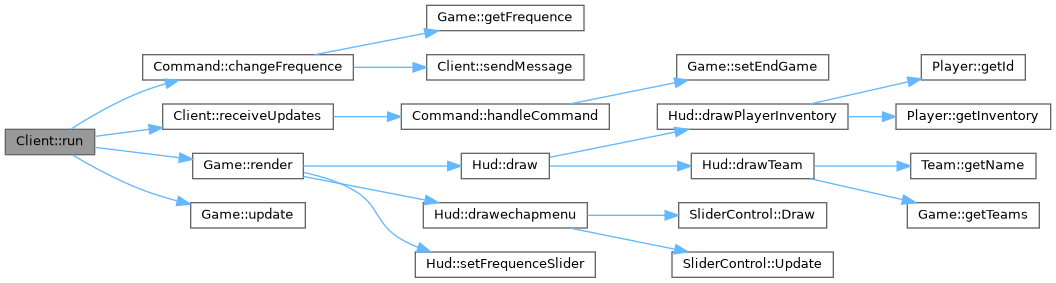 Client::run
Command::changeFrequence
Game::getFrequence
Client::sendMessage
Client::receiveUpdates
Command::handleCommand
Game::setEndGame
Game::render
Hud::draw
Hud::drawPlayerInventory
Player::getId
Player::getInventory
Hud::drawTeam
Team::getName
Game::getTeams
Hud::drawechapmenu
SliderControl::Draw
SliderControl::Update
Hud::setFrequenceSlider
Game::update